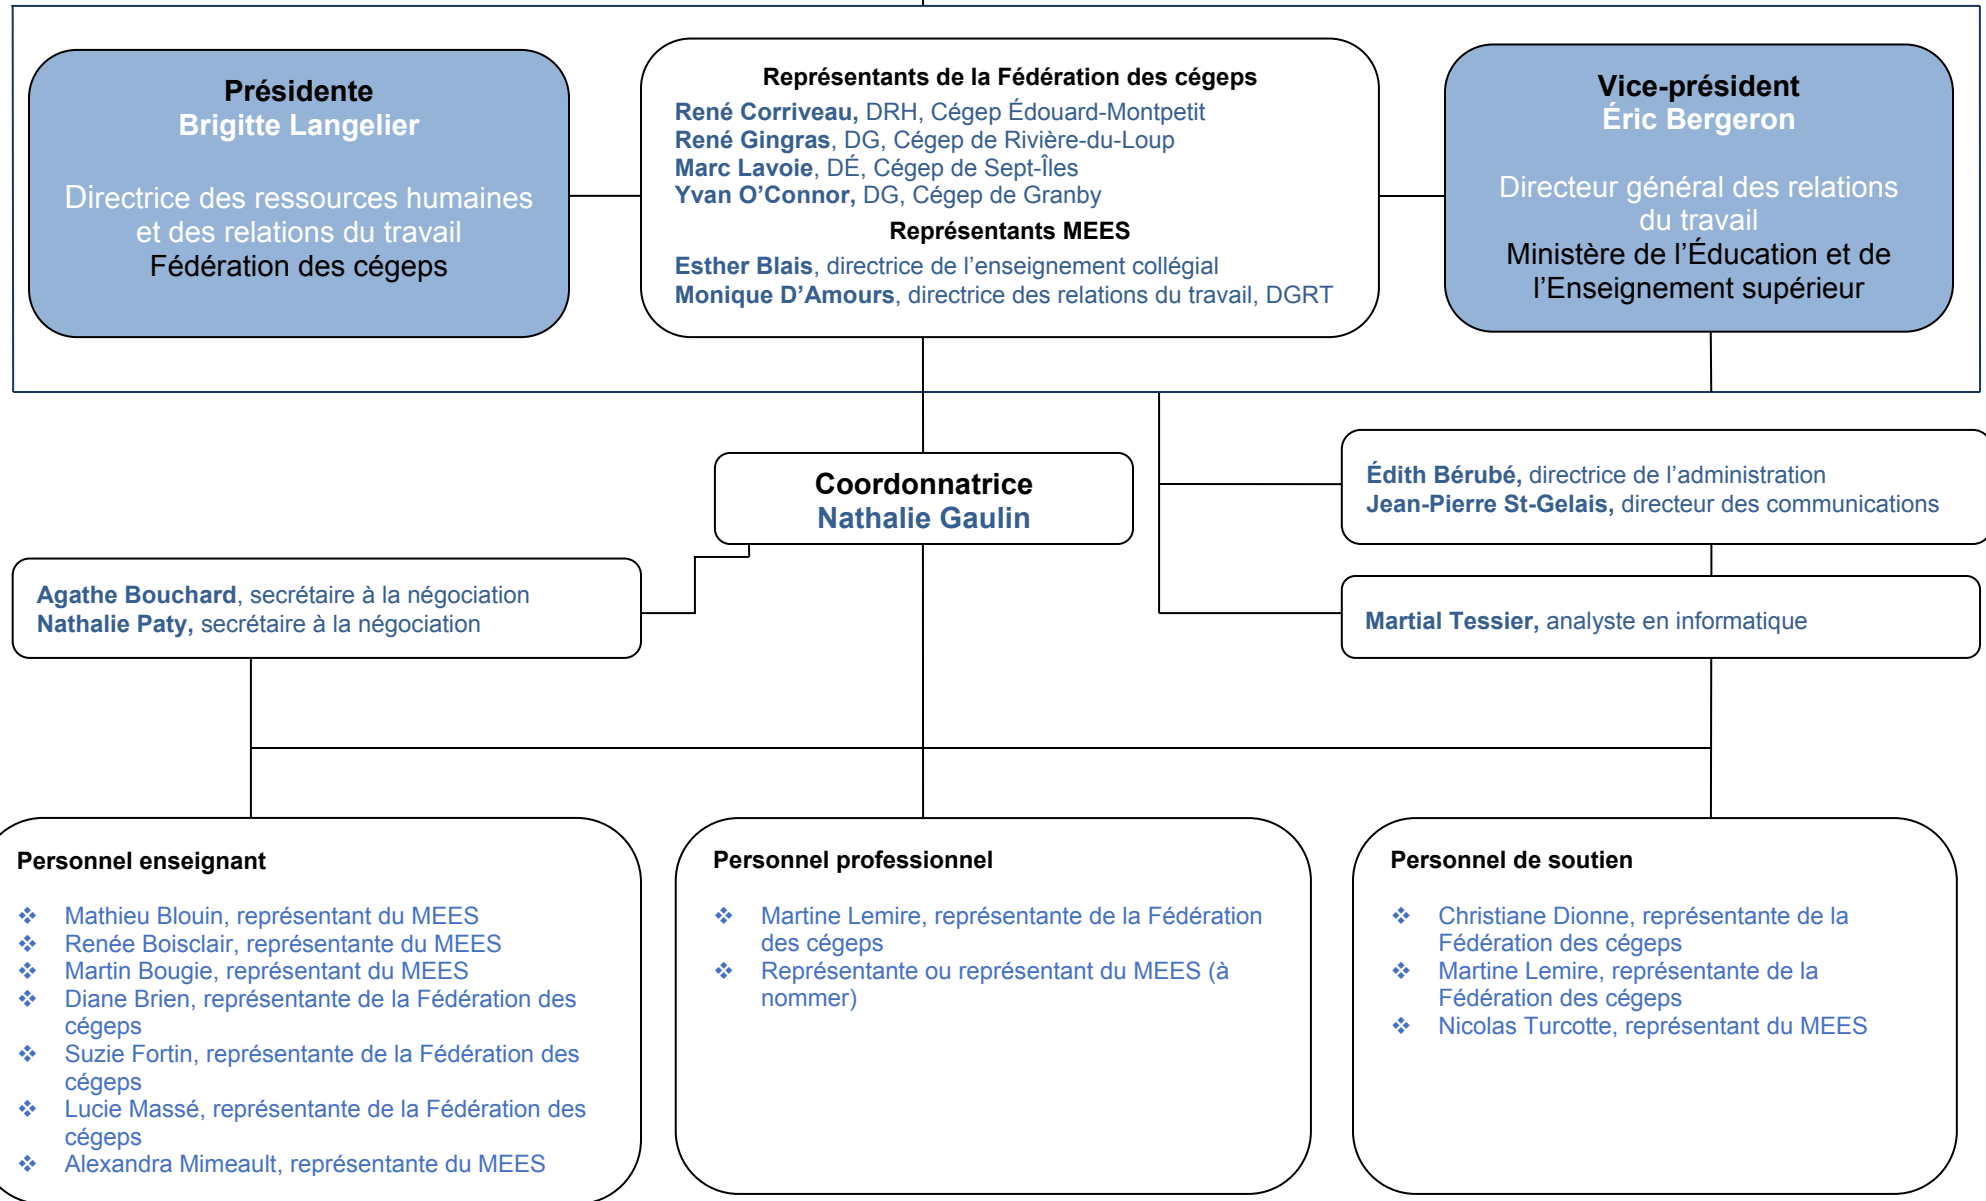 Présidente
Brigitte Langelier
Directrice des ressources humaines
et des relations du travail
Fédération des cégeps
Représentants de la Fédération des cégeps
René Corriveau, DRH, Cégep Édouard-Montpetit
René Gingras, DG, Cégep de Rivière-du-Loup
Marc Lavoie, DÉ, Cégep de Sept-Îles
Yvan O’Connor, DG, Cégep de Granby
Représentants MEES
Esther Blais, directrice de l’enseignement collégial
Monique D’Amours, directrice des relations du travail, DGRT
Vice-président
Éric Bergeron
Directeur général des relations
du travail
Ministère de l’Éducation et de
l’Enseignement supérieur
Coordonnatrice
Nathalie Gaulin
Édith Bérubé, directrice de l’administration
Jean-Pierre St-Gelais, directeur des communications
Agathe Bouchard, secrétaire à la négociation
Nathalie Paty, secrétaire à la négociation
Martial Tessier, analyste en informatique
Personnel enseignant
❖ Mathieu Blouin, représentant du MEES
❖ Renée Boisclair, représentante du MEES
❖ Martin Bougie, représentant du MEES
❖ Diane Brien, représentante de la Fédération des
cégeps
❖ Suzie Fortin, représentante de la Fédération des
cégeps
❖ Lucie Massé, représentante de la Fédération des
cégeps
❖ Alexandra Mimeault, représentante du MEES
Personnel professionnel
❖ Martine Lemire, représentante de la Fédération
des cégeps
❖ Représentante ou représentant du MEES (à
nommer)
Personnel de soutien
❖ Christiane Dionne, représentante de la
Fédération des cégeps
❖ Martine Lemire, représentante de la
Fédération des cégeps
❖ Nicolas Turcotte, représentant du MEES